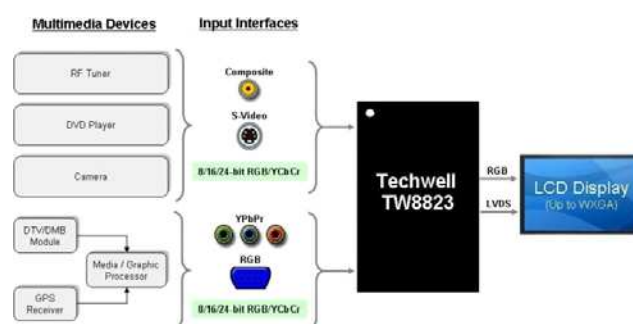 Multimedia Devices
Input Interfaces
RF Tuner
DVD Player
Camera
DTV/DMB
Module
Media / Graphic
Processor
GPS
Receiver
Composite
S-Video
8/16/24-bit RGB/YCbCr
YPbPr
RGB
8/16/24-bit RGB/YCbCr
Techwell
TW8823
RGB
LVDS
LCD Display
(Up to WXGA)